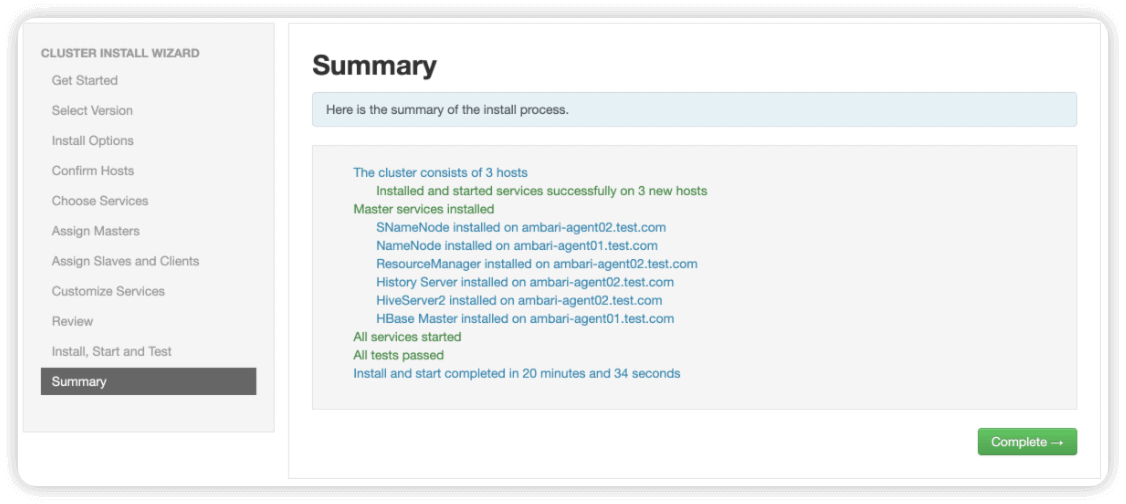 CLUSTER INSTALL WIZARD
Get Started
Select Version
Install Options
Confirm Hosts
Choose Services
Assign Masters
Assign Slaves and Clients
Customize Services
Review
Install, Start and Test
Summary
Summary
Here is the summary of the install process.
The cluster consists of 3 hosts
Installed and started services successfully on 3 new hosts
Master services installed
SNameNode installed on ambari-agent02.test.com
NameNode installed on ambari-agent01.test.com
ResourceManager installed on ambari-agent02.test.com
History Server installed on ambari-agent02.test.com
HiveServer2 installed on ambari-agent02.test.com
HBase Master installed on ambari-agent01.test.com
All services started
All tests passed
Install and start completed in 20 minutes and 34 seconds
Complete →